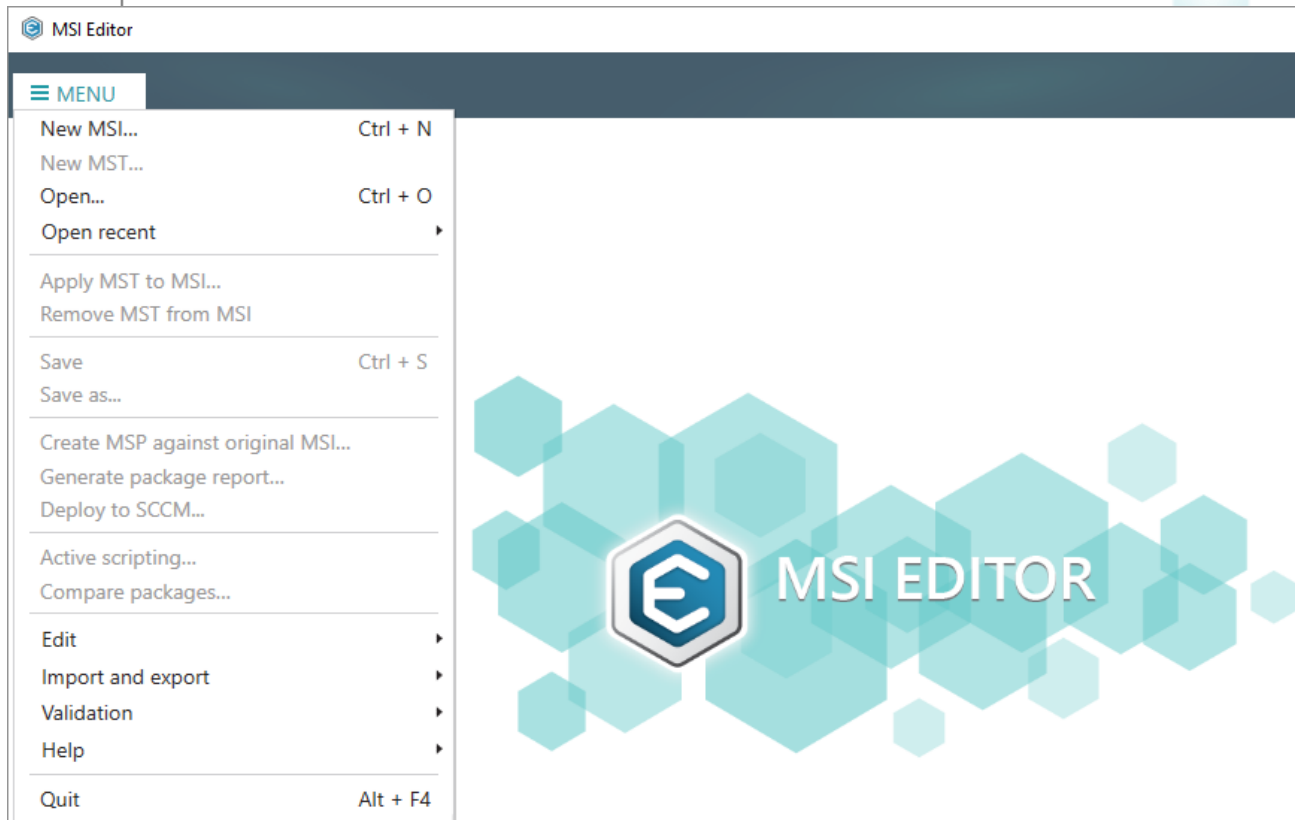 MSI Editor
MENU
New MSI... Ctrl + N
New MST...
Open... Ctrl + O
Open recent
Apply MST to MSI...
Remove MST from MSI
Save Ctrl + S
Save as...
Create MSP against original MSI...
Generate package report...
Deploy to SCCM...
Active scripting...
Compare packages...
Edit
Import and export
Validation
Help
Quit Alt + F4
MSI EDITOR